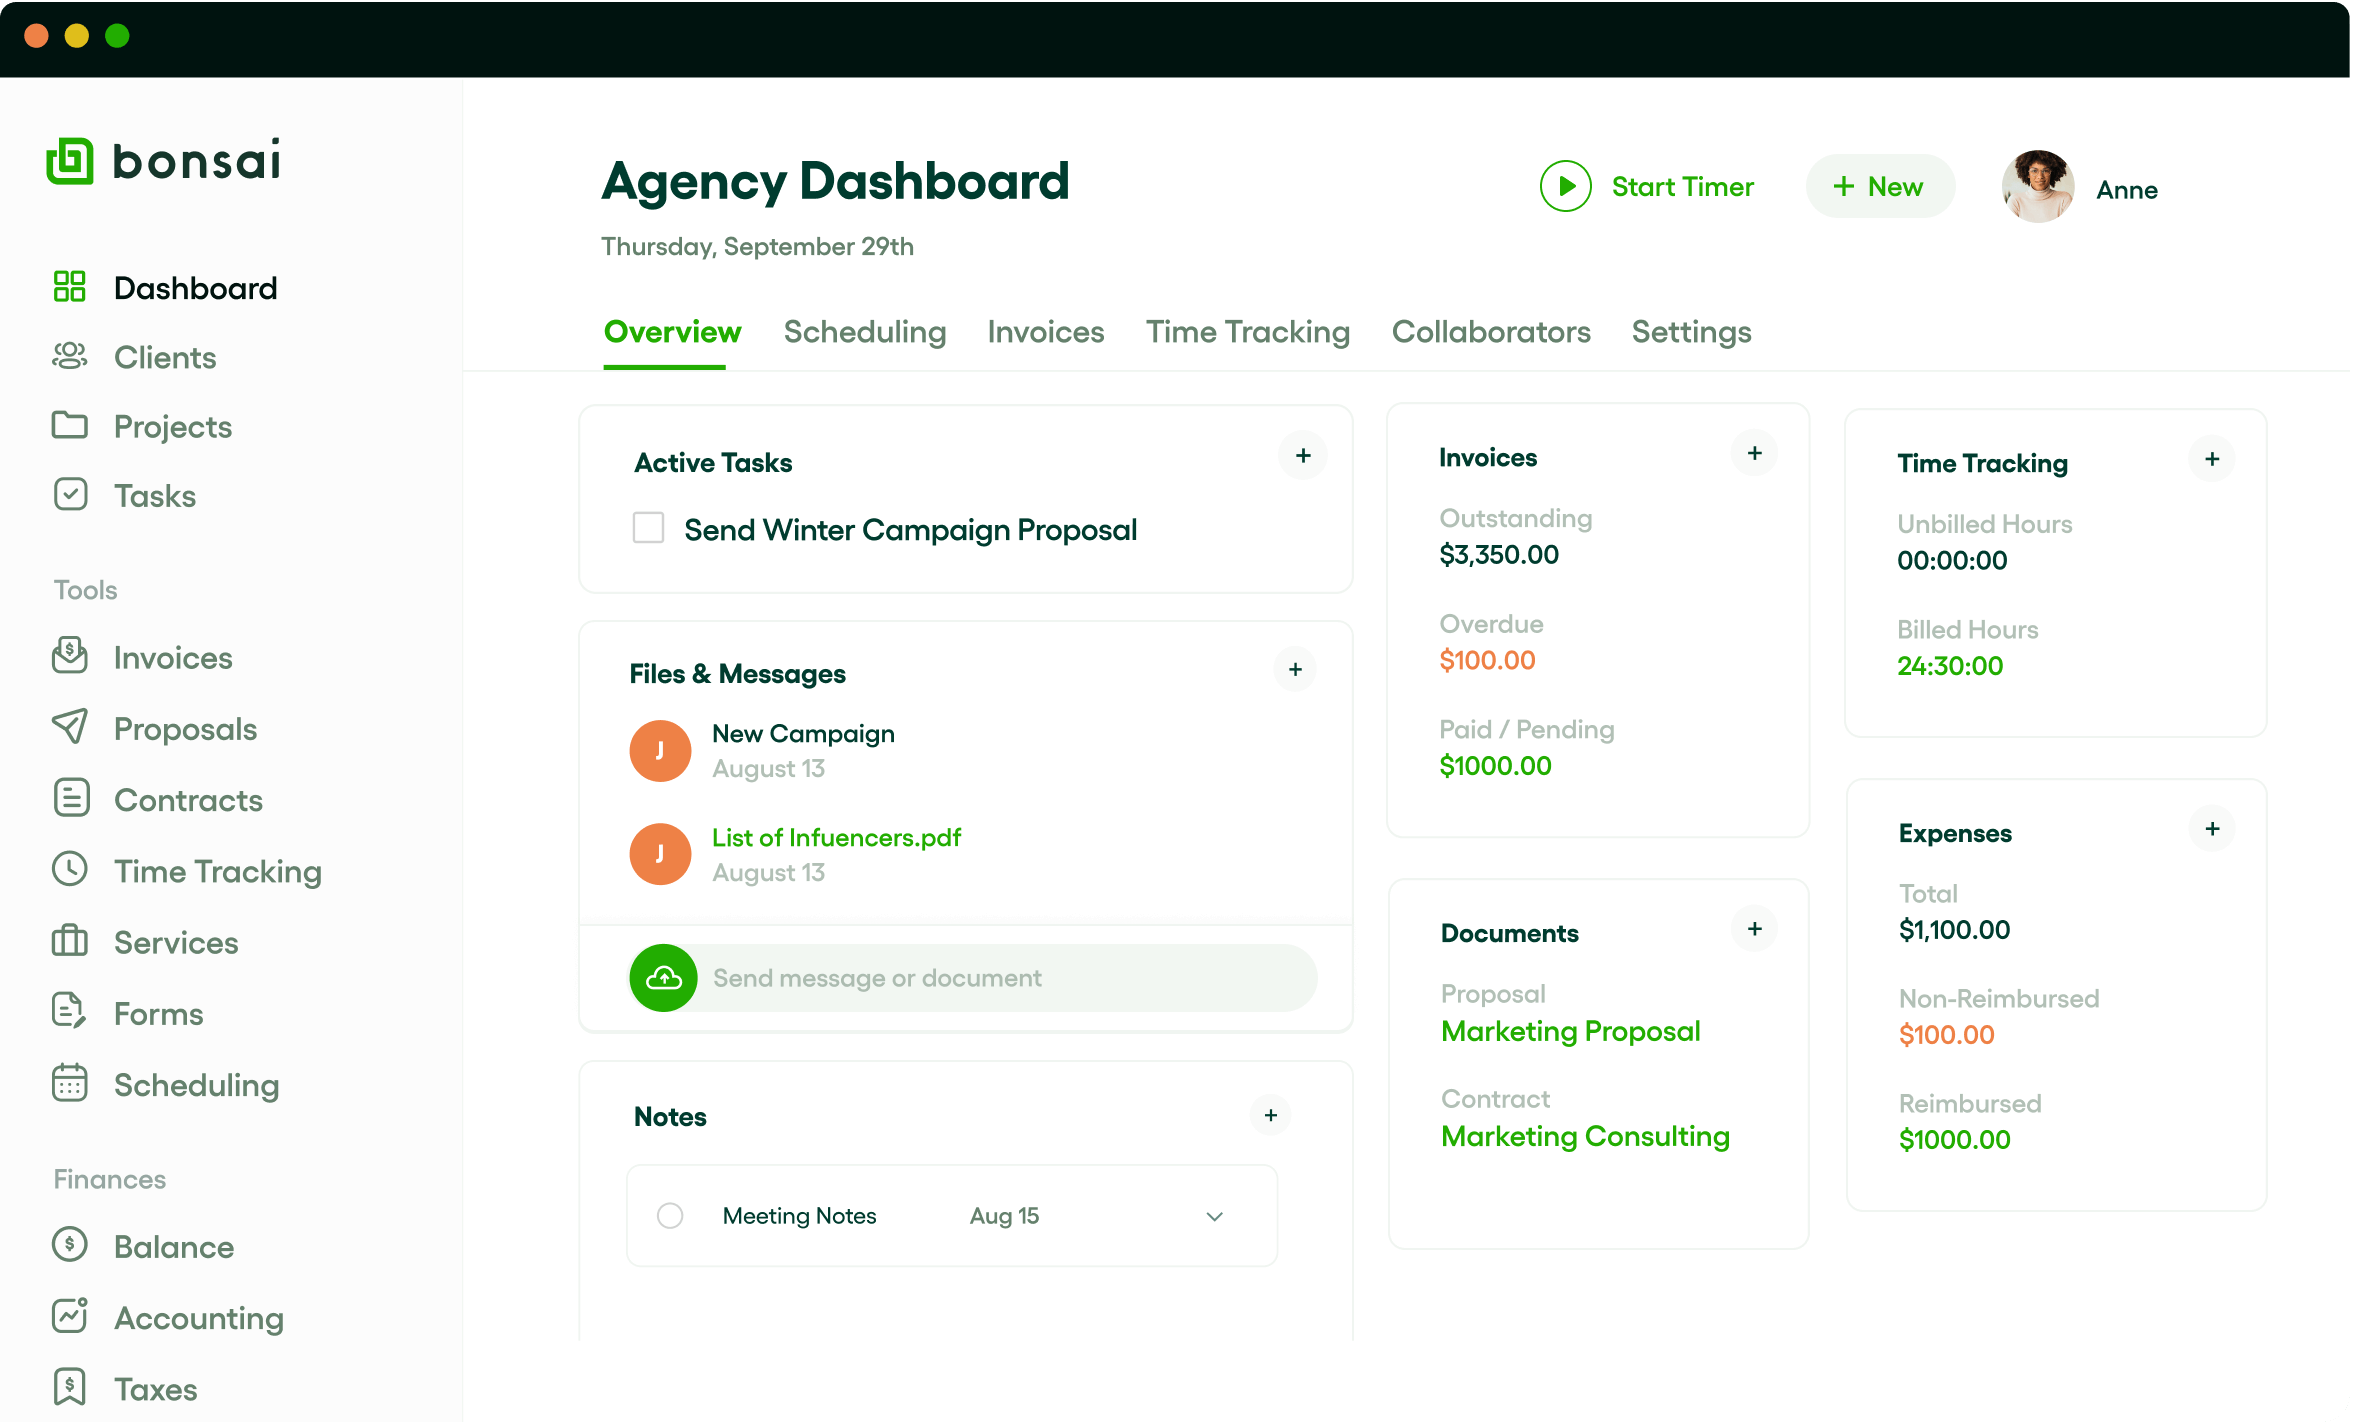 bonsai
Dashboard
Clients
Projects
Tasks
Tools
Invoices
Proposals
Contracts
Time Tracking
Services
Forms
Scheduling
Finances
Balance
Accounting
Taxes
Agency Dashboard
Thursday, September 29th
Start Timer
+ New
Anne
Overview Scheduling Invoices Time Tracking Collaborators Settings
Active Tasks +
Send Winter Campaign Proposal
Files & Messages +
J New Campaign
August 13
J List of Infuencers.pdf
August 13
Send message or document
Notes +
Meeting Notes Aug 15
Invoices +
Outstanding
$3,350.00
Overdue
$100.00
Paid / Pending
$1000.00
Documents +
Proposal
Marketing Proposal
Contract
Marketing Consulting
Time Tracking +
Unbilled Hours
00:00:00
Billed Hours
24:30:00
Expenses +
Total
$1,100.00
Non-Reimbursed
$100.00
Reimbursed
$1000.00